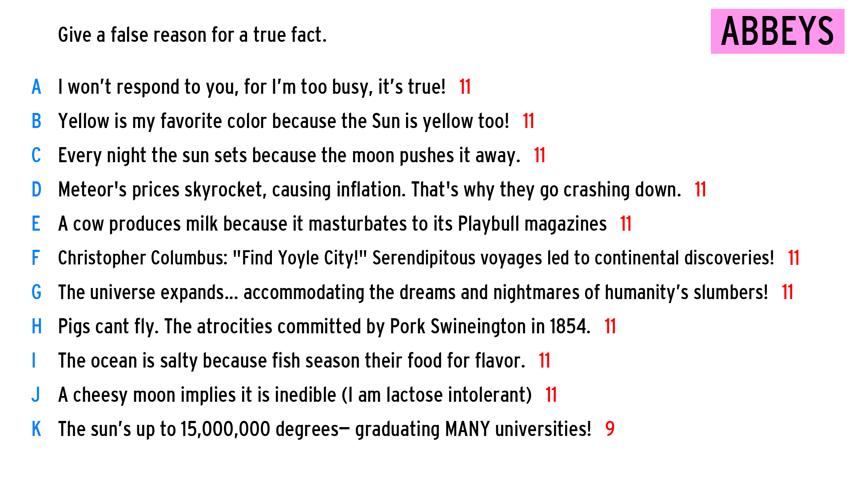 Give a false reason for a true fact.
ABBEYS
A I won't respond to you, for I'm too busy, it's true! 11
B Yellow is my favorite color because the Sun is yellow too! 11
C Every night the sun sets because the moon pushes it away. 11
D Meteor's prices skyrocket, causing inflation. That's why they go crashing down. 11
E A cow produces milk because it masturbates to its Playbull magazines 11
F Christopher Columbus: "Find Yoyle City!" Serendipitous voyages led to continental discoveries! 11
G The universe expands... accommodating the dreams and nightmares of humanity's slumbers! 11
H Pigs cant fly. The atrocities committed by Pork Swineington in 1854. 11
I The ocean is salty because fish season their food for flavor. 11
J A cheesy moon implies it is inedible (I am lactose intolerant) 11
K The sun's up to 15,000,000 degrees— graduating MANY universities! 9